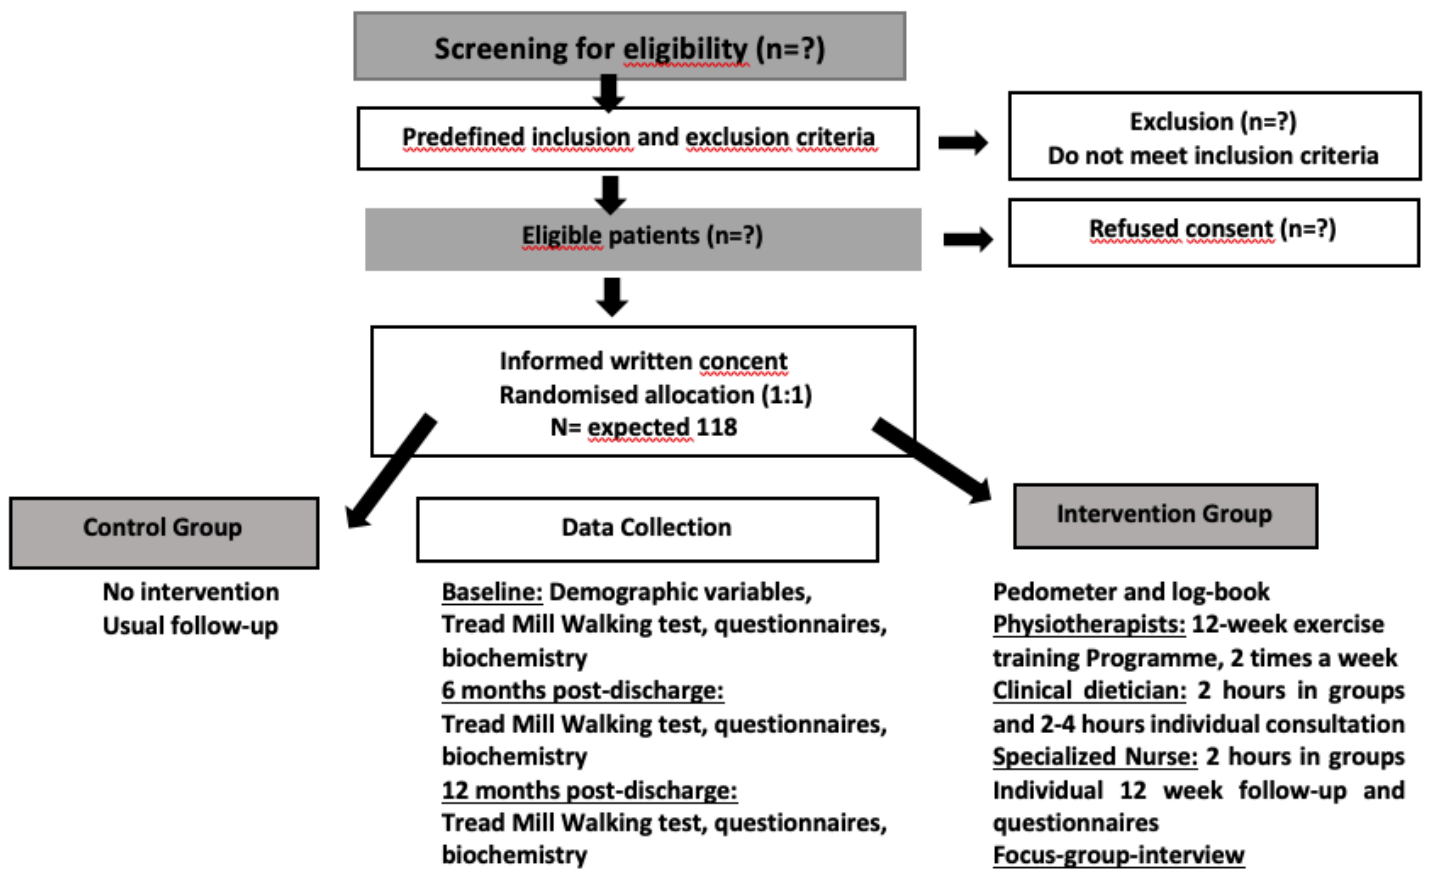 Screening for eligibility (n=?)
Predefined inclusion and exclusion criteria
Exclusion (n=?)
Do not meet inclusion criteria
Eligible patients (n=?)
Refused consent (n=?)
Informed written concent
Randomised allocation (1:1)
N= expected 118
Control Group
No intervention
Usual follow-up
Data Collection
Baseline: Demographic variables,
Tread Mill Walking test, questionnaires,
biochemistry
6 months post-discharge:
Tread Mill Walking test, questionnaires,
biochemistry
12 months post-discharge:
Tread Mill Walking test, questionnaires,
biochemistry
Intervention Group
Pedometer and log-book
Physiotherapists: 12-week exercise
training Programme, 2 times a week
Clinical dietician: 2 hours in groups
and 2-4 hours individual consultation
Specialized Nurse: 2 hours in groups
Individual 12 week follow-up and
questionnaires
Focus-group-interview